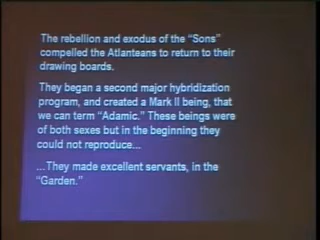 The rebellion and exodus of the “Sons”
compelled the Atlanteans to return to their
drawing boards.
They began a second major hybridization
program, and created a Mark II being, that
we can term “Adamic.” These beings were
of both sexes but in the beginning they
could not reproduce...
...They made excellent servants, in the
“Garden.”